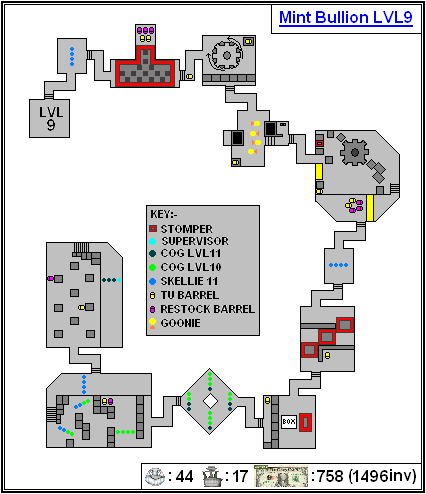 Mint Bullion LVL9
LVL
9
KEY:-
STOMPER
SUPERVISOR
COG LVL11
COG LVL10
SKELLIE 11
TU BARREL
RESTOCK BARREL
GOONIE
BOX
: 44
: 17
:758 (1496inv)